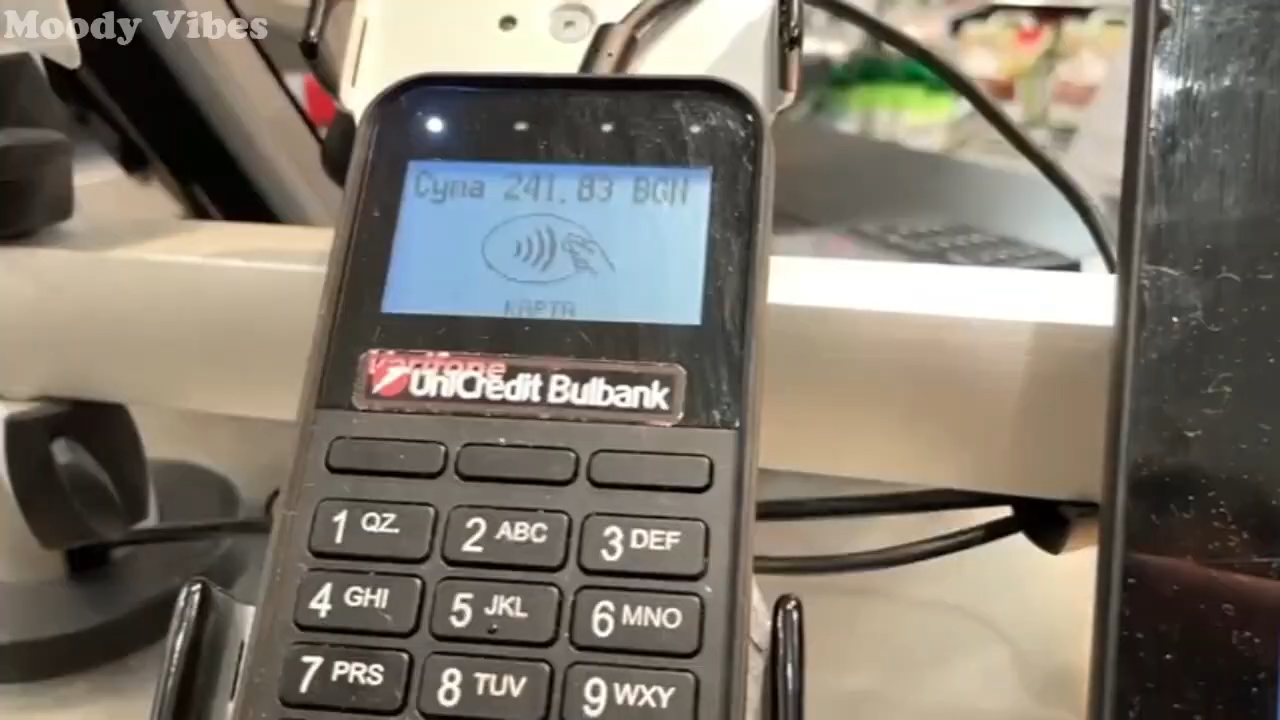 Moody Vibes
Сума 241.83 BGN
КАРТА
Verifone
UniCredit Bulbank
1 QZ.
2 ABC
3 DEF
4 GHI
5 JKL
6 MNO
7 PRS
8 TUV
9 WXY